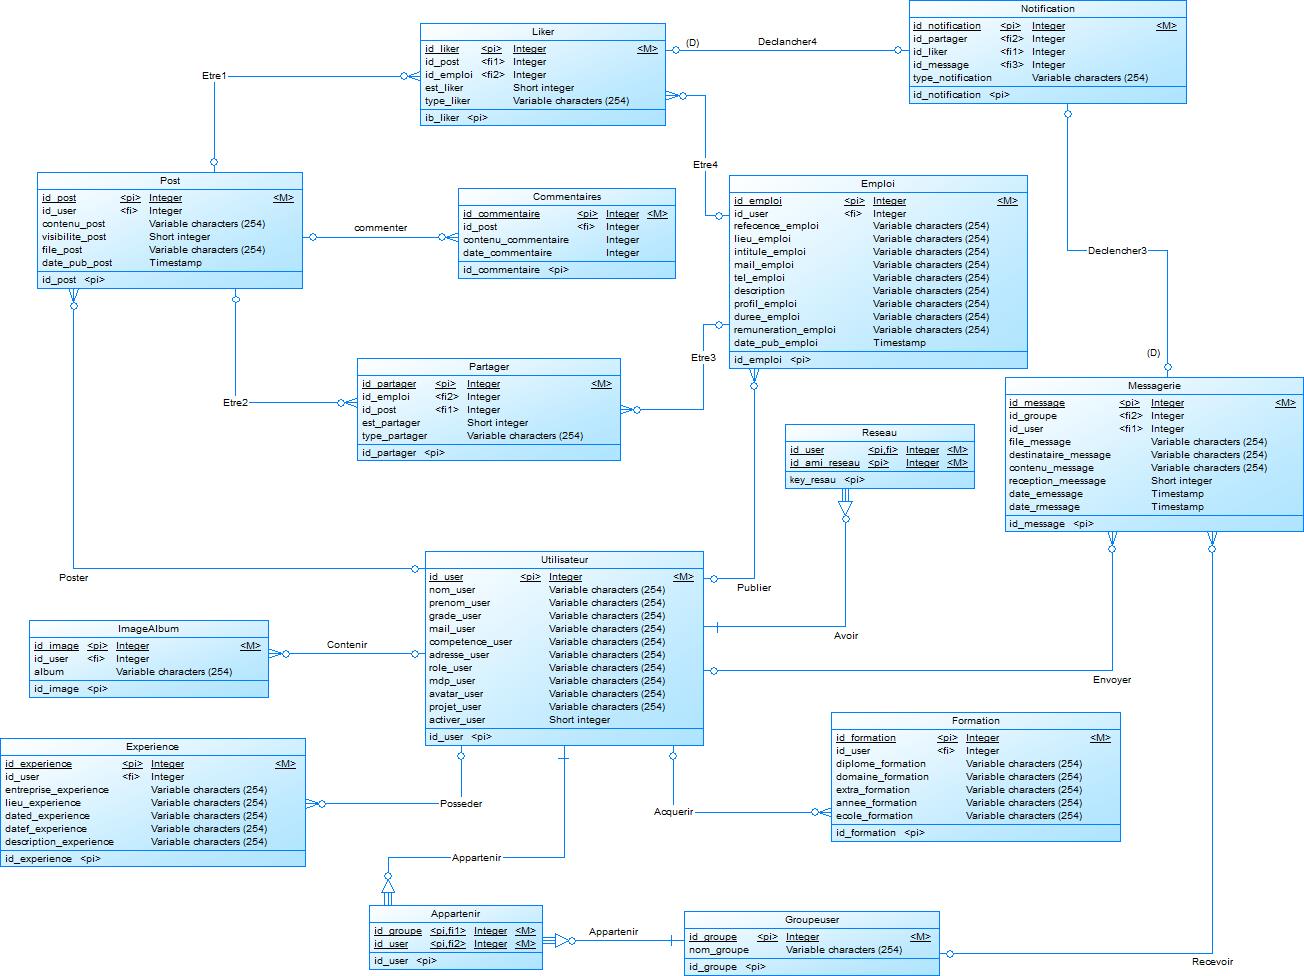 Notification
id_notification <pi> Integer <M>
id_partager <fi2> Integer
id_liker <fi1> Integer
id_message <fi3> Integer
type_notification Variable characters (254)
id_notification <pi>
Liker
id_liker <pi> Integer <M>
id_post <fi1> Integer
id_emploi <fi2> Integer
est_liker Short integer
type_liker Variable characters (254)
ib_liker <pi>
(D)
Declancher4
Etre1
Etre4
Post
id_post <pi> Integer <M>
id_user <fi> Integer
contenu_post Variable characters (254)
visibilite_post Short integer
file_post Variable characters (254)
date_pub_post Timestamp
id_post <pi>
commenter
Commentaires
id_commentaire <pi> Integer <M>
id_post <fi> Integer
contenu_commentaire Integer
date_commentaire Integer
id_commentaire <pi>
Emploi
id_emploi <pi> Integer <M>
id_user <fi> Integer
refecence_emploi Variable characters (254)
lieu_emploi Variable characters (254)
intitule_emploi Variable characters (254)
mail_emploi Variable characters (254)
tel_emploi Variable characters (254)
description Variable characters (254)
profil_emploi Variable characters (254)
duree_emploi Variable characters (254)
remuneration_emploi Variable characters (254)
date_pub_emploi Timestamp
id_emploi <pi>
Declencher3
(D)
Etre3
Etre2
Partager
id_partager <pi> Integer <M>
id_emploi <fi2> Integer
id_post <fi1> Integer
est_partager Short integer
type_partager Variable characters (254)
id_partager <pi>
Messagerie
id_message <pi> Integer <M>
id_groupe <fi2> Integer
id_user <fi1> Integer
file_message Variable characters (254)
destinataire_message Variable characters (254)
contenu_message Variable characters (254)
reception_meessage Short integer
date_emessage Timestamp
date_rmessage Timestamp
id_message <pi>
Reseau
id_user <pi,fi> Integer <M>
id_ami_reseau <pi> Integer <M>
key_resau <pi>
Poster
Utilisateur
id_user <pi> Integer <M>
nom_user Variable characters (254)
prenom_user Variable characters (254)
grade_user Variable characters (254)
mail_user Variable characters (254)
competence_user Variable characters (254)
adresse_user Variable characters (254)
role_user Variable characters (254)
mdp_user Variable characters (254)
avatar_user Variable characters (254)
projet_user Variable characters (254)
activer_user Short integer
id_user <pi>
Publier
Avoir
Envoyer
ImageAlbum
id_image <pi> Integer <M>
id_user <fi> Integer
album Variable characters (254)
id_image <pi>
Contenir
Experience
id_experience <pi> Integer <M>
id_user <fi> Integer
entreprise_experience Variable characters (254)
lieu_experience Variable characters (254)
dated_experience Variable characters (254)
datef_experience Variable characters (254)
description_experience Variable characters (254)
id_experience <pi>
Posseder
Acquerir
Formation
id_formation <pi> Integer <M>
id_user <fi> Integer
diplome_formation Variable characters (254)
domaine_formation Variable characters (254)
extra_formation Variable characters (254)
annee_formation Variable characters (254)
ecole_formation Variable characters (254)
id_formation <pi>
Appartenir
Appartenir
id_groupe <pi,fi1> Integer <M>
id_user <pi,fi2> Integer <M>
id_user <pi>
Appartenir
Groupeuser
id_groupe <pi> Integer <M>
nom_groupe Variable characters (254)
id_groupe <pi>
Recevoir